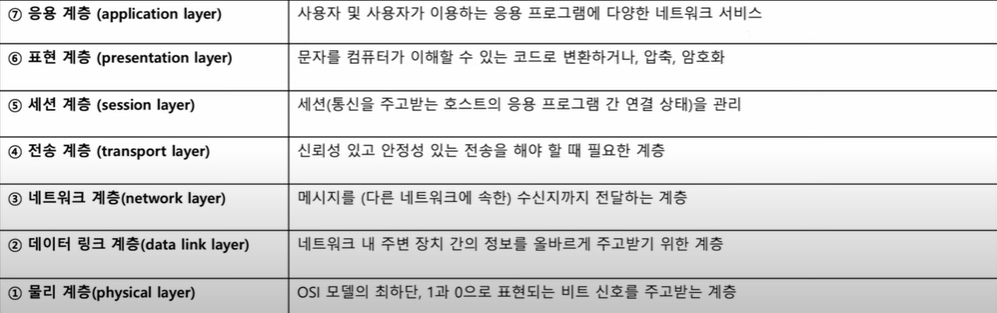 ⑦ 응용 계층 (application layer) 사용자 및 사용자가 이용하는 응용 프로그램에 다양한 네트워크 서비스
⑥ 표현 계층 (presentation layer) 문자를 컴퓨터가 이해할 수 있는 코드로 변환하거나, 압축, 암호화
⑤ 세션 계층 (session layer) 세션(통신을 주고받는 호스트의 응용 프로그램 간 연결 상태)을 관리
④ 전송 계층 (transport layer) 신뢰성 있고 안정성 있는 전송을 해야 할 때 필요한 계층
③ 네트워크 계층(network layer) 메시지를 (다른 네트워크에 속한) 수신지까지 전달하는 계층
② 데이터 링크 계층(data link layer) 네트워크 내 주변 장치 간의 정보를 올바르게 주고받기 위한 계층
① 물리 계층(physical layer) OSI 모델의 최하단, 1과 0으로 표현되는 비트 신호를 주고받는 계층